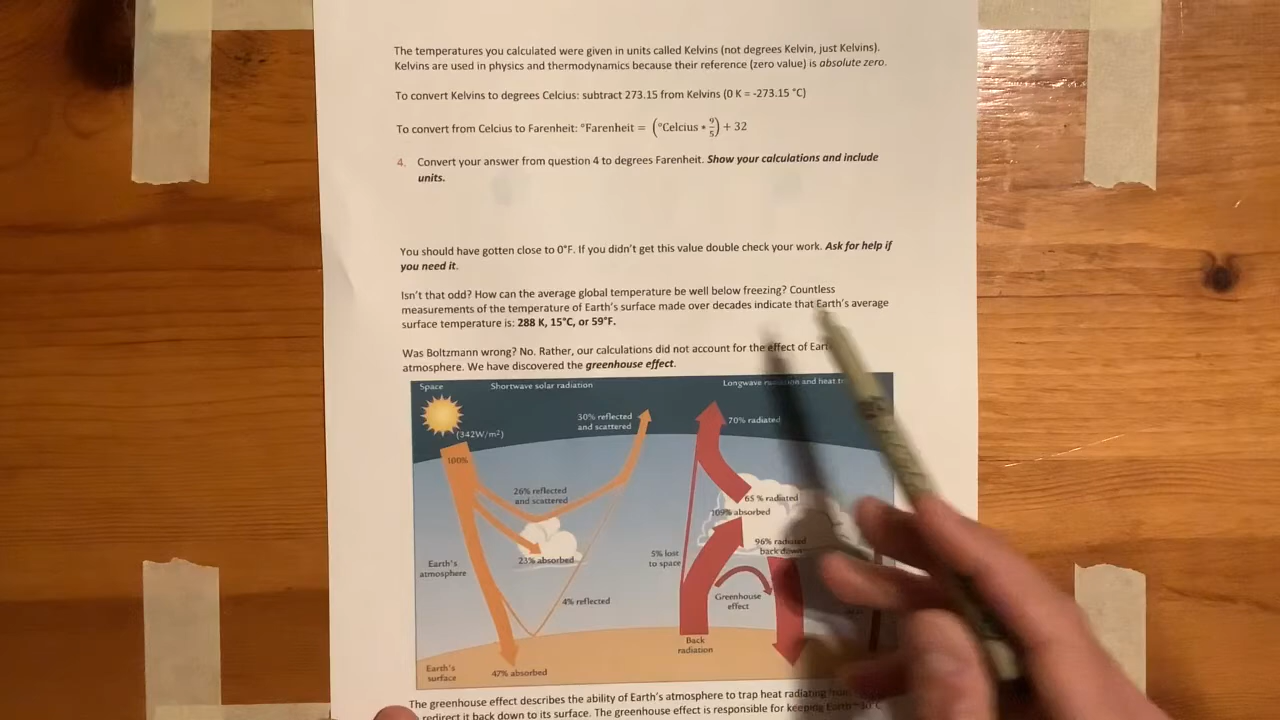 The temperatures you calculated were given in units called Kelvins (not degrees Kelvin, just Kelvins).
Kelvins are used in physics and thermodynamics because their reference (zero value) is absolute zero.
To convert Kelvins to degrees Celcius: subtract 273.15 from Kelvins (0 K = -273.15 °C)
To convert from Celcius to Farenheit: °Farenheit = (°Celcius * 9/5) + 32
4. Convert your answer from question 4 to degrees Farenheit. Show your calculations and include
units.
You should have gotten close to 0°F. If you didn't get this value double check your work. Ask for help if
you need it.
Isn't that odd? How can the average global temperature be well below freezing? Countless
measurements of the temperature of Earth's surface made over decades indicate that Earth's average
surface temperature is: 288 K, 15°C, or 59°F.
Was Boltzmann wrong? No. Rather, our calculations did not account for the effect of
atmosphere. We have discovered the greenhouse effect.
Space
Shortwave solar radiation
Longwave radiation and heat
(342W/m²)
30% reflected
and scattered
70% radiated
100%
26% reflected
and scattered
65 % radiated
109% absorbed
23% absorbed
96% radiated
back down
5% lost
to space
Earth's
atmosphere
4% reflected
Greenhouse
effect
Back
radiation
Earth's
surface
47% absorbed
The greenhouse effect describes the ability of Earth's atmosphere to trap heat radiating
redirect it back down to its surface. The greenhouse effect is responsible for keeping Earth